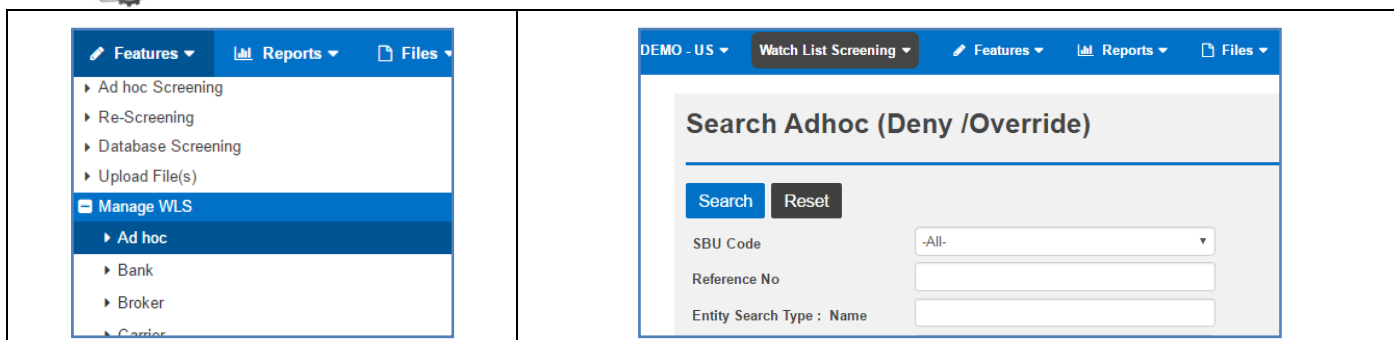 Features Reports Files
Ad hoc Screening
Re-Screening
Database Screening
Upload File(s)
Manage WLS
Ad hoc
Bank
Broker
Carrier
DEMO - US Watch List Screening Features Reports Files
Search Adhoc (Deny /Override)
Search Reset
SBU Code -All-
Reference No
Entity Search Type : Name